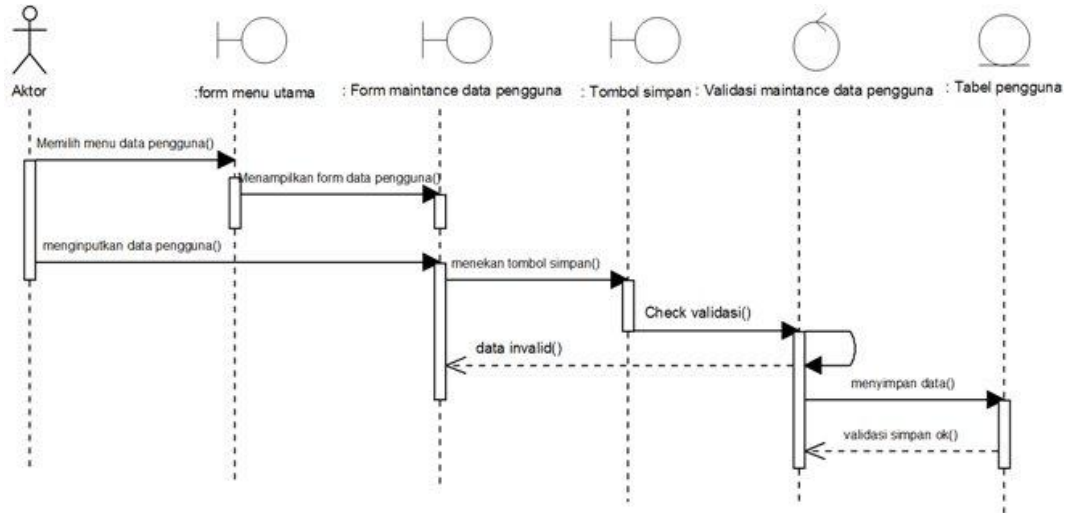 Aktor
:form menu utama
: Form maintance data pengguna
: Tombol simpan
: Validasi maintance data pengguna
: Tabel pengguna
Memilih menu data pengguna()
Menampilkan form data pengguna()
menginputkan data pengguna()
menekan tombol simpan()
Check validasi()
data invalid()
menyimpan data()
validasi simpan ok()